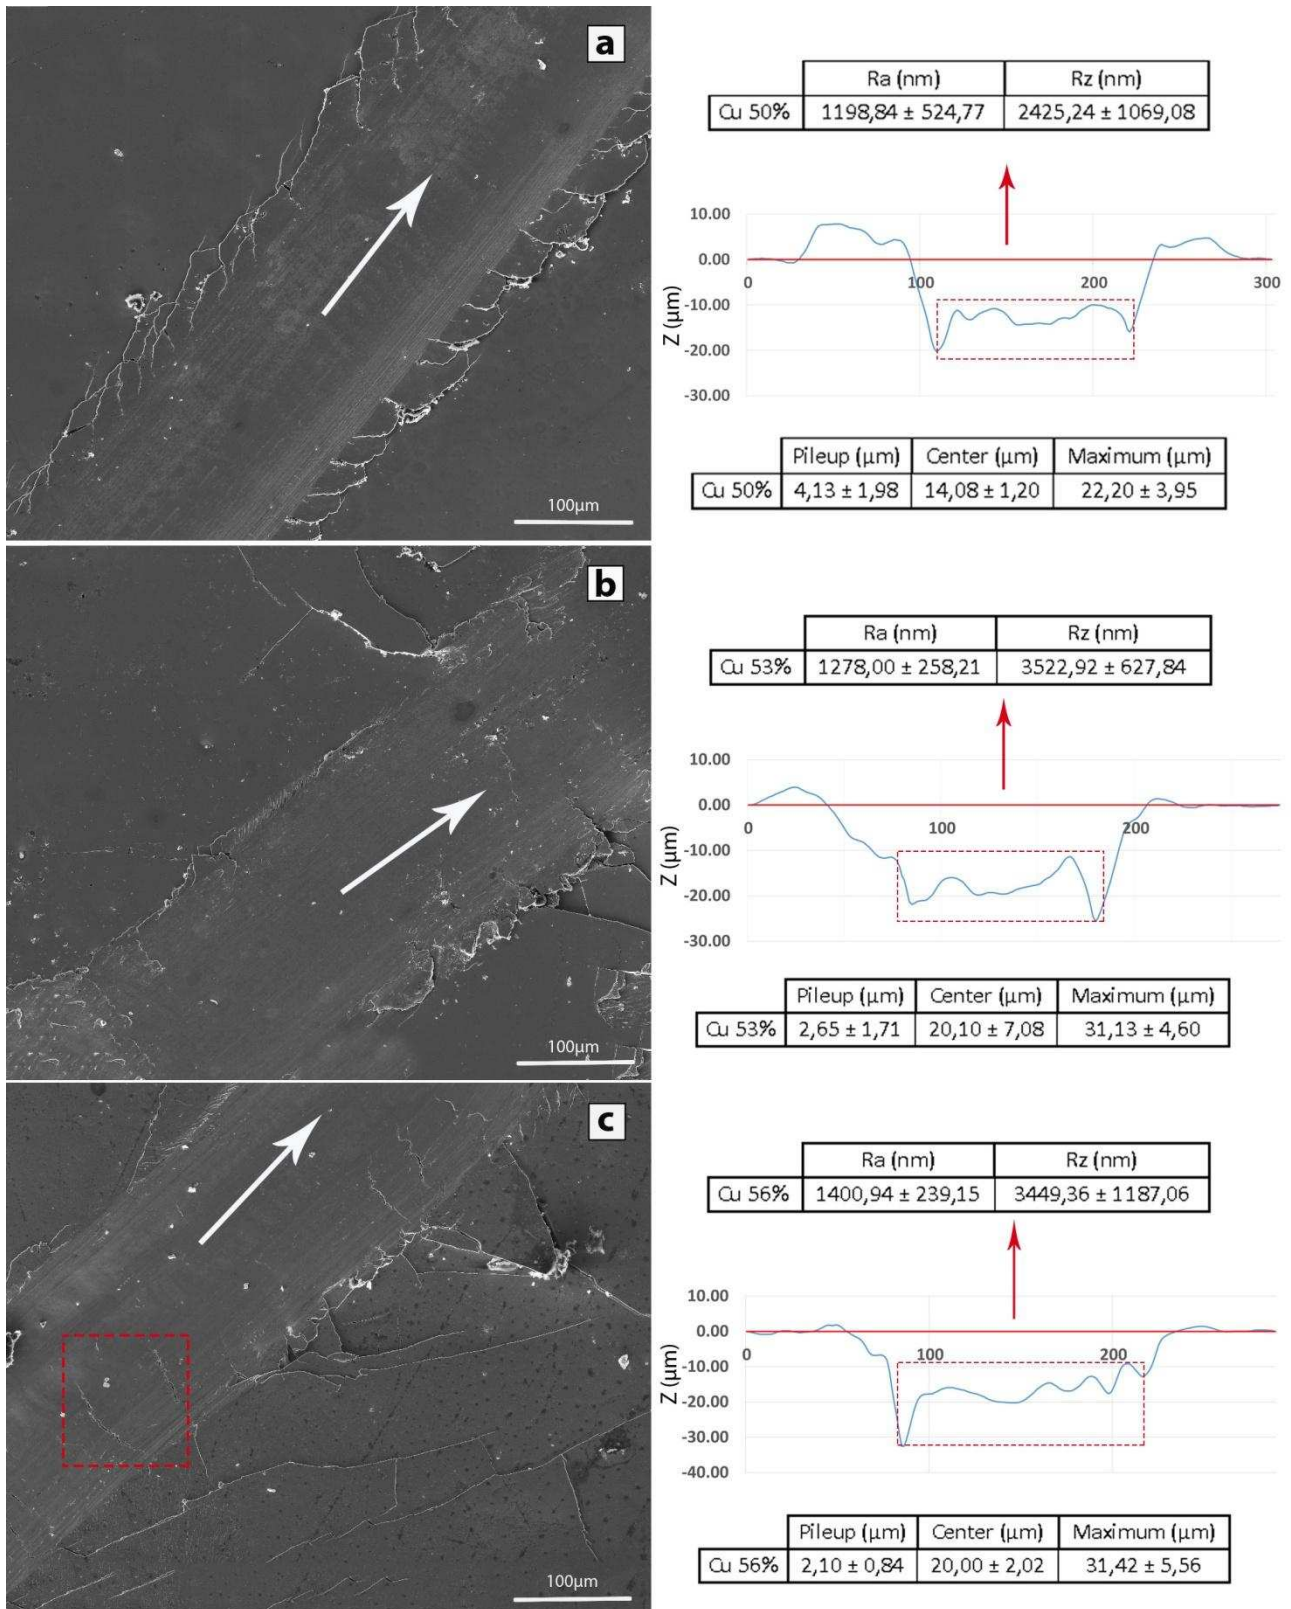 a
100µm
Ra (nm) Rz (nm)
Cu 50% 1198,84 ± 524,77 2425,24 ± 1069,08
10.00
0.00
0 100 200 300
-10.00
-20.00
-30.00
Z (µm)
Pileup (µm) Center (µm) Maximum (µm)
Cu 50% 4,13 ± 1,98 14,08 ± 1,20 22,20 ± 3,95
b
100µm
Ra (nm) Rz (nm)
Cu 53% 1278,00 ± 258,21 3522,92 ± 627,84
10.00
0.00
0 100 200
-10.00
-20.00
-30.00
Z (µm)
Pileup (µm) Center (µm) Maximum (µm)
Cu 53% 2,65 ± 1,71 20,10 ± 7,08 31,13 ± 4,60
c
100µm
Ra (nm) Rz (nm)
Cu 56% 1400,94 ± 239,15 3449,36 ± 1187,06
10.00
0.00
0 100 200
-10.00
-20.00
-30.00
-40.00
Z (µm)
Pileup (µm) Center (µm) Maximum (µm)
Cu 56% 2,10 ± 0,84 20,00 ± 2,02 31,42 ± 5,56